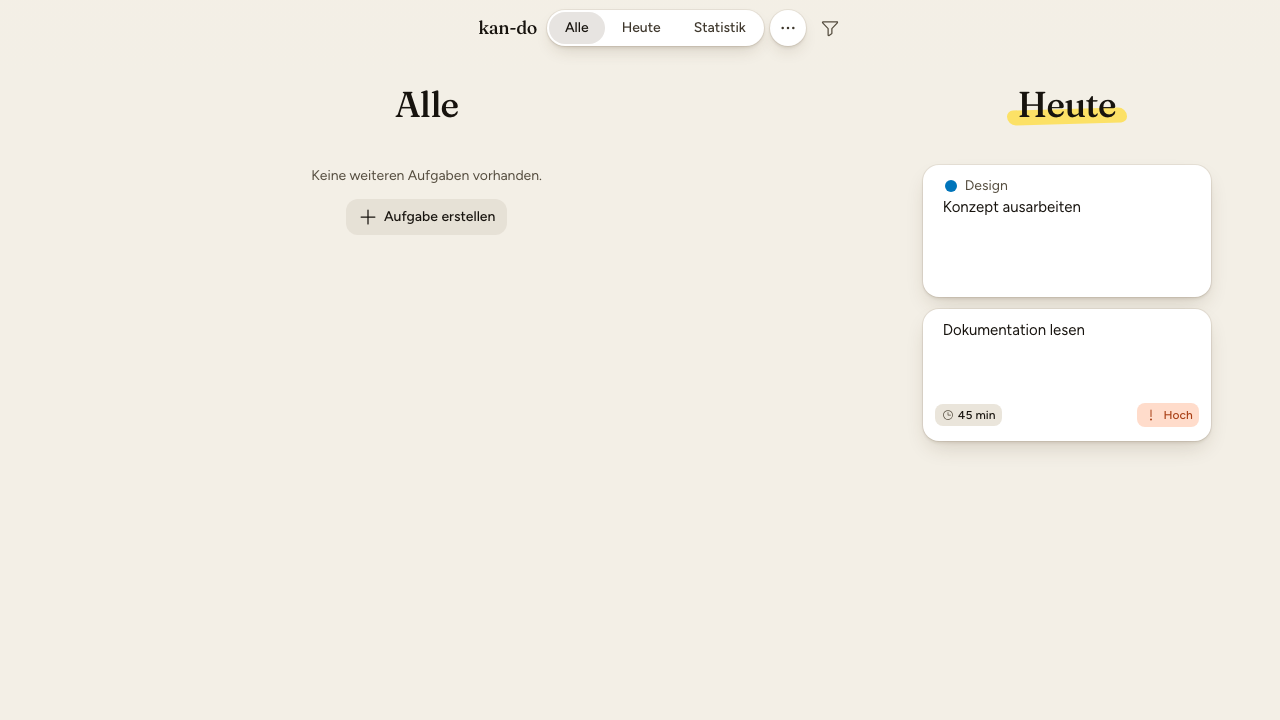 kan-do
Alle
Heute
Statistik
Alle
Keine weiteren Aufgaben vorhanden.
Aufgabe erstellen
Heute
Design
Konzept ausarbeiten
Dokumentation lesen
45 min
Hoch